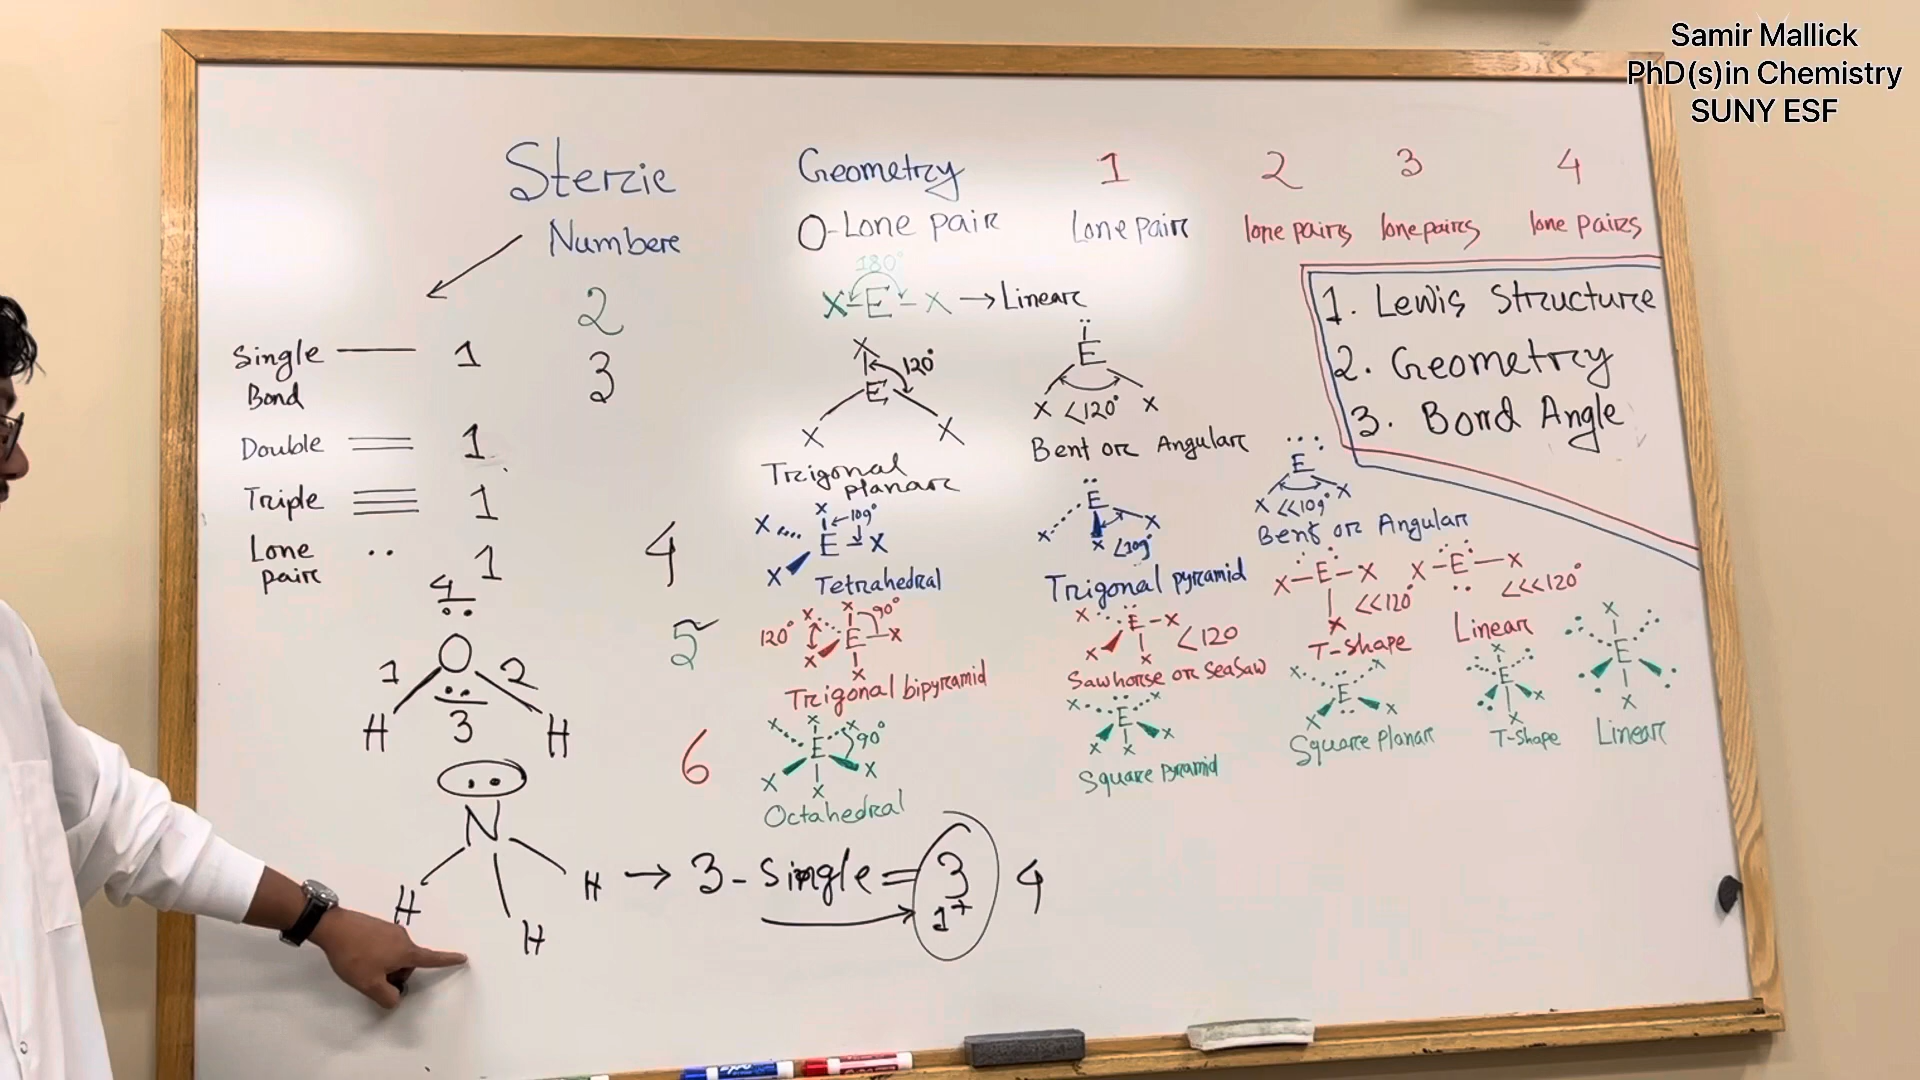 Samir Mallick
PhD(s)in Chemistry
SUNY ESF
Steric
Number
Geometry
0-Lone pair
1
Lone pair
2
lone pairs
3
lone pairs
4
lone pairs
1. Lewis Structure
2. Geometry
3. Bond Angle
Single — 1
Bond
Double = 1
Triple ≡ 1
Lone pair .. 1
2
180°
X-E-X → Linear
3
X
120°
E
X X
Trigonal planar
E
X <120° X
Bent or Angular
4
X X 109°
E X
X
Tetrahedral
E
X X X
<109°
Trigonal pyramid
E
X <<109° X
Bent or Angular
5
120° X X 90°
E-X
X X
Trigonal bipyramid
X E-X
X X <120
Sawhorse or SeaSaw
X-E-X
X <<120°
T-Shape
X-E-X
<<<120°
Linear
6
X X X
E 90°
X X X
Octahedral
X X
E
X X X
Square pyramid
X X
E
X X
Square planar
X
E
X X
T-Shape
X
E
X
Linear
4
O
1 2
H 3 H
N
H H H
→ 3-Single = 3
1+
4
EXPO